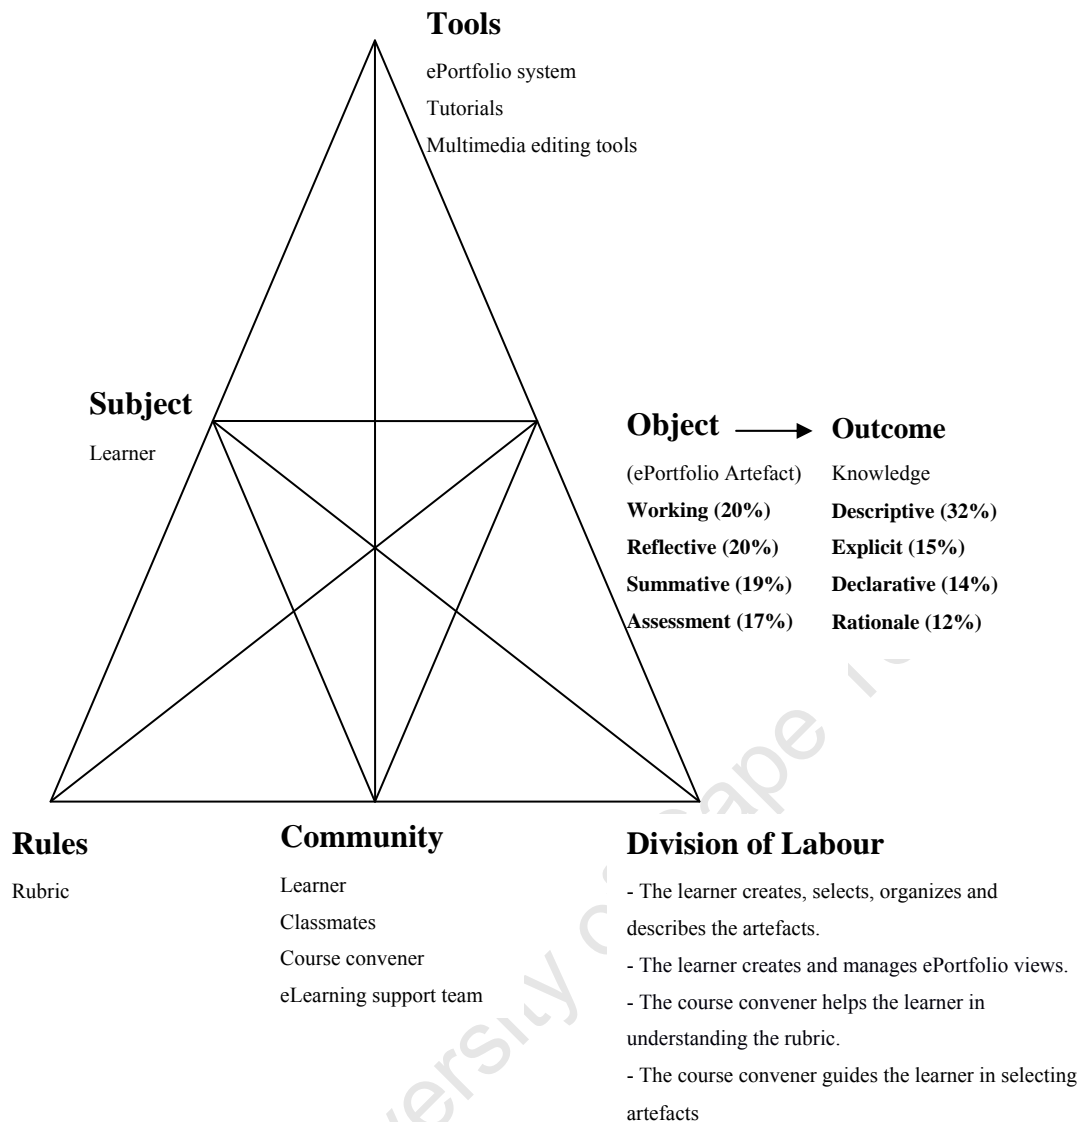 Tools
ePortfolio system
Tutorials
Multimedia editing tools
Subject
Learner
Object
(ePortfolio Artefact)
Working (20%)
Reflective (20%)
Summative (19%)
Assessment (17%)
Outcome
Knowledge
Descriptive (32%)
Explicit (15%)
Declarative (14%)
Rationale (12%)
Rules
Rubric
Community
Learner
Classmates
Course convener
eLearning support team
Division of Labour
- The learner creates, selects, organizes and
describes the artefacts.
- The learner creates and manages ePortfolio views.
- The course convener helps the learner in
understanding the rubric.
- The course convener guides the learner in selecting
artefacts